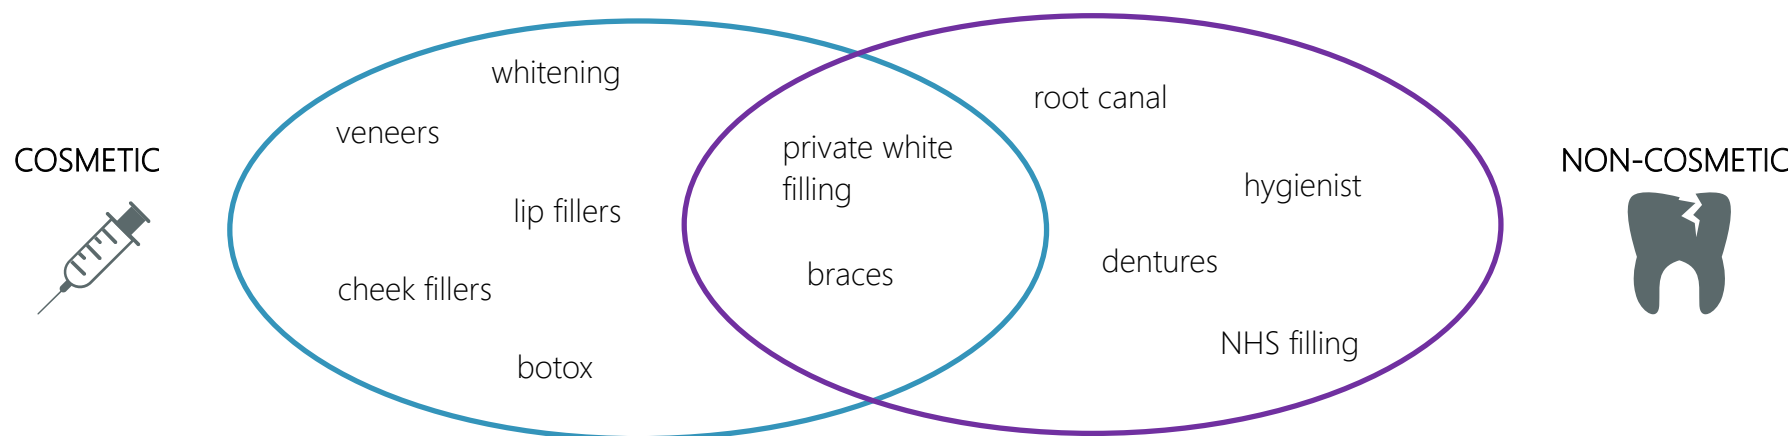 COSMETIC
whitening
veneers
lip fillers
cheek fillers
botox
private white
filling
braces
root canal
hygienist
dentures
NHS filling
NON-COSMETIC